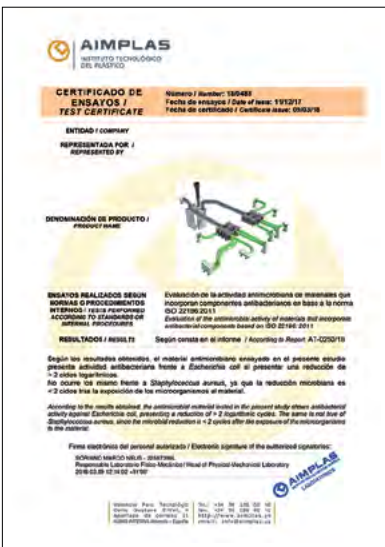 AIMPLAS
INSTITUTO TECNOLÓGICO
DEL PLÁSTICO
CERTIFICADO DE
ENSAYOS /
TEST CERTIFICATE
Número / Number:
Fecha de ensayos / Date of tests: 11/12/17
Fecha de certificado / Certificate issue:
ENTIDAD / COMPANY
REPRESENTADA POR /
REPRESENTED BY
DENOMINACIÓN DE PRODUCTO /
PRODUCT NAME
ENSAYOS REALIZADOS SEGÚN
NORMAS O PROCEDIMIENTOS
INTERNOS / TESTS PERFORMED
ACCORDING TO STANDARDS OR
INTERNAL PROCEDURES
Evaluación de la actividad antimicrobiana de materiales que
incorporan componentes antibacterianos en base a la norma
ISO 22196:2011
Evaluation of the antimicrobial activity of materials that incorporate
antibacterial components based on ISO 22196:2011
RESULTADOS / RESULTS
Según consta en el informe / According to Report AT-0250/18
Según los resultados obtenidos, el material antimicrobiano ensayado en el presente estudio
presenta actividad antibacteriana frente a Escherichia coli al presentar una reducción de
> 2 ciclos logarítmicos.
No ocurre lo mismo frente a Staphylococcus aureus, ya que la reducción microbiana es
< 2 ciclos tras la exposición de los microorganismos al material.
According to the results obtained, the antimicrobial material tested in the present study shows antibacterial
activity against Escherichia coli, presenting a reduction of > 2 logarithmic cycles. The same is not true of
Staphylococcus aureus, since the microbial reduction is < 2 cycles after the exposure of the microorganisms
to the material.
Firma electrónica del personal autorizado / Electronic signature of the authorized signatories:
Responsable Laboratorio Físico-Mecánico / Head of Physical-Mechanical Laboratory
AIMPLAS